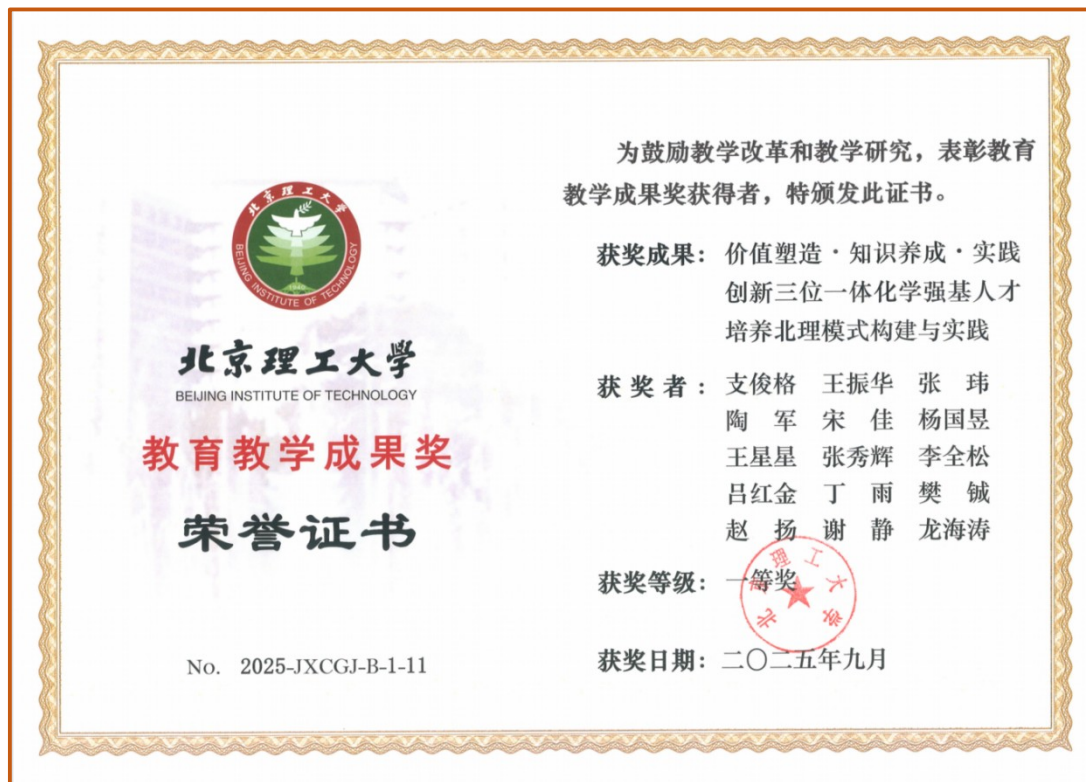 北京理工大学
BEIJING INSTITUTE OF TECHNOLOGY
1940
北京理工大學
BEIJING INSTITUTE OF TECHNOLOGY
教育教学成果奖
荣誉证书
No. 2025-JXCGJ-B-1-11
为鼓励教学改革和教学研究，表彰教育
教学成果奖获得者，特颁发此证书。
获奖成果：价值塑造·知识养成·实践
创新三位一体化学强基人才
培养北理模式构建与实践
获奖者：支俊格 王振华 张 玮
陶 军 宋 佳 杨国昱
王星星 张秀辉 李全松
吕红金 丁 雨 樊 铖
赵 扬 谢 静 龙海涛
获奖等级：一等奖
北京理工大学
获奖日期：二〇二五年九月